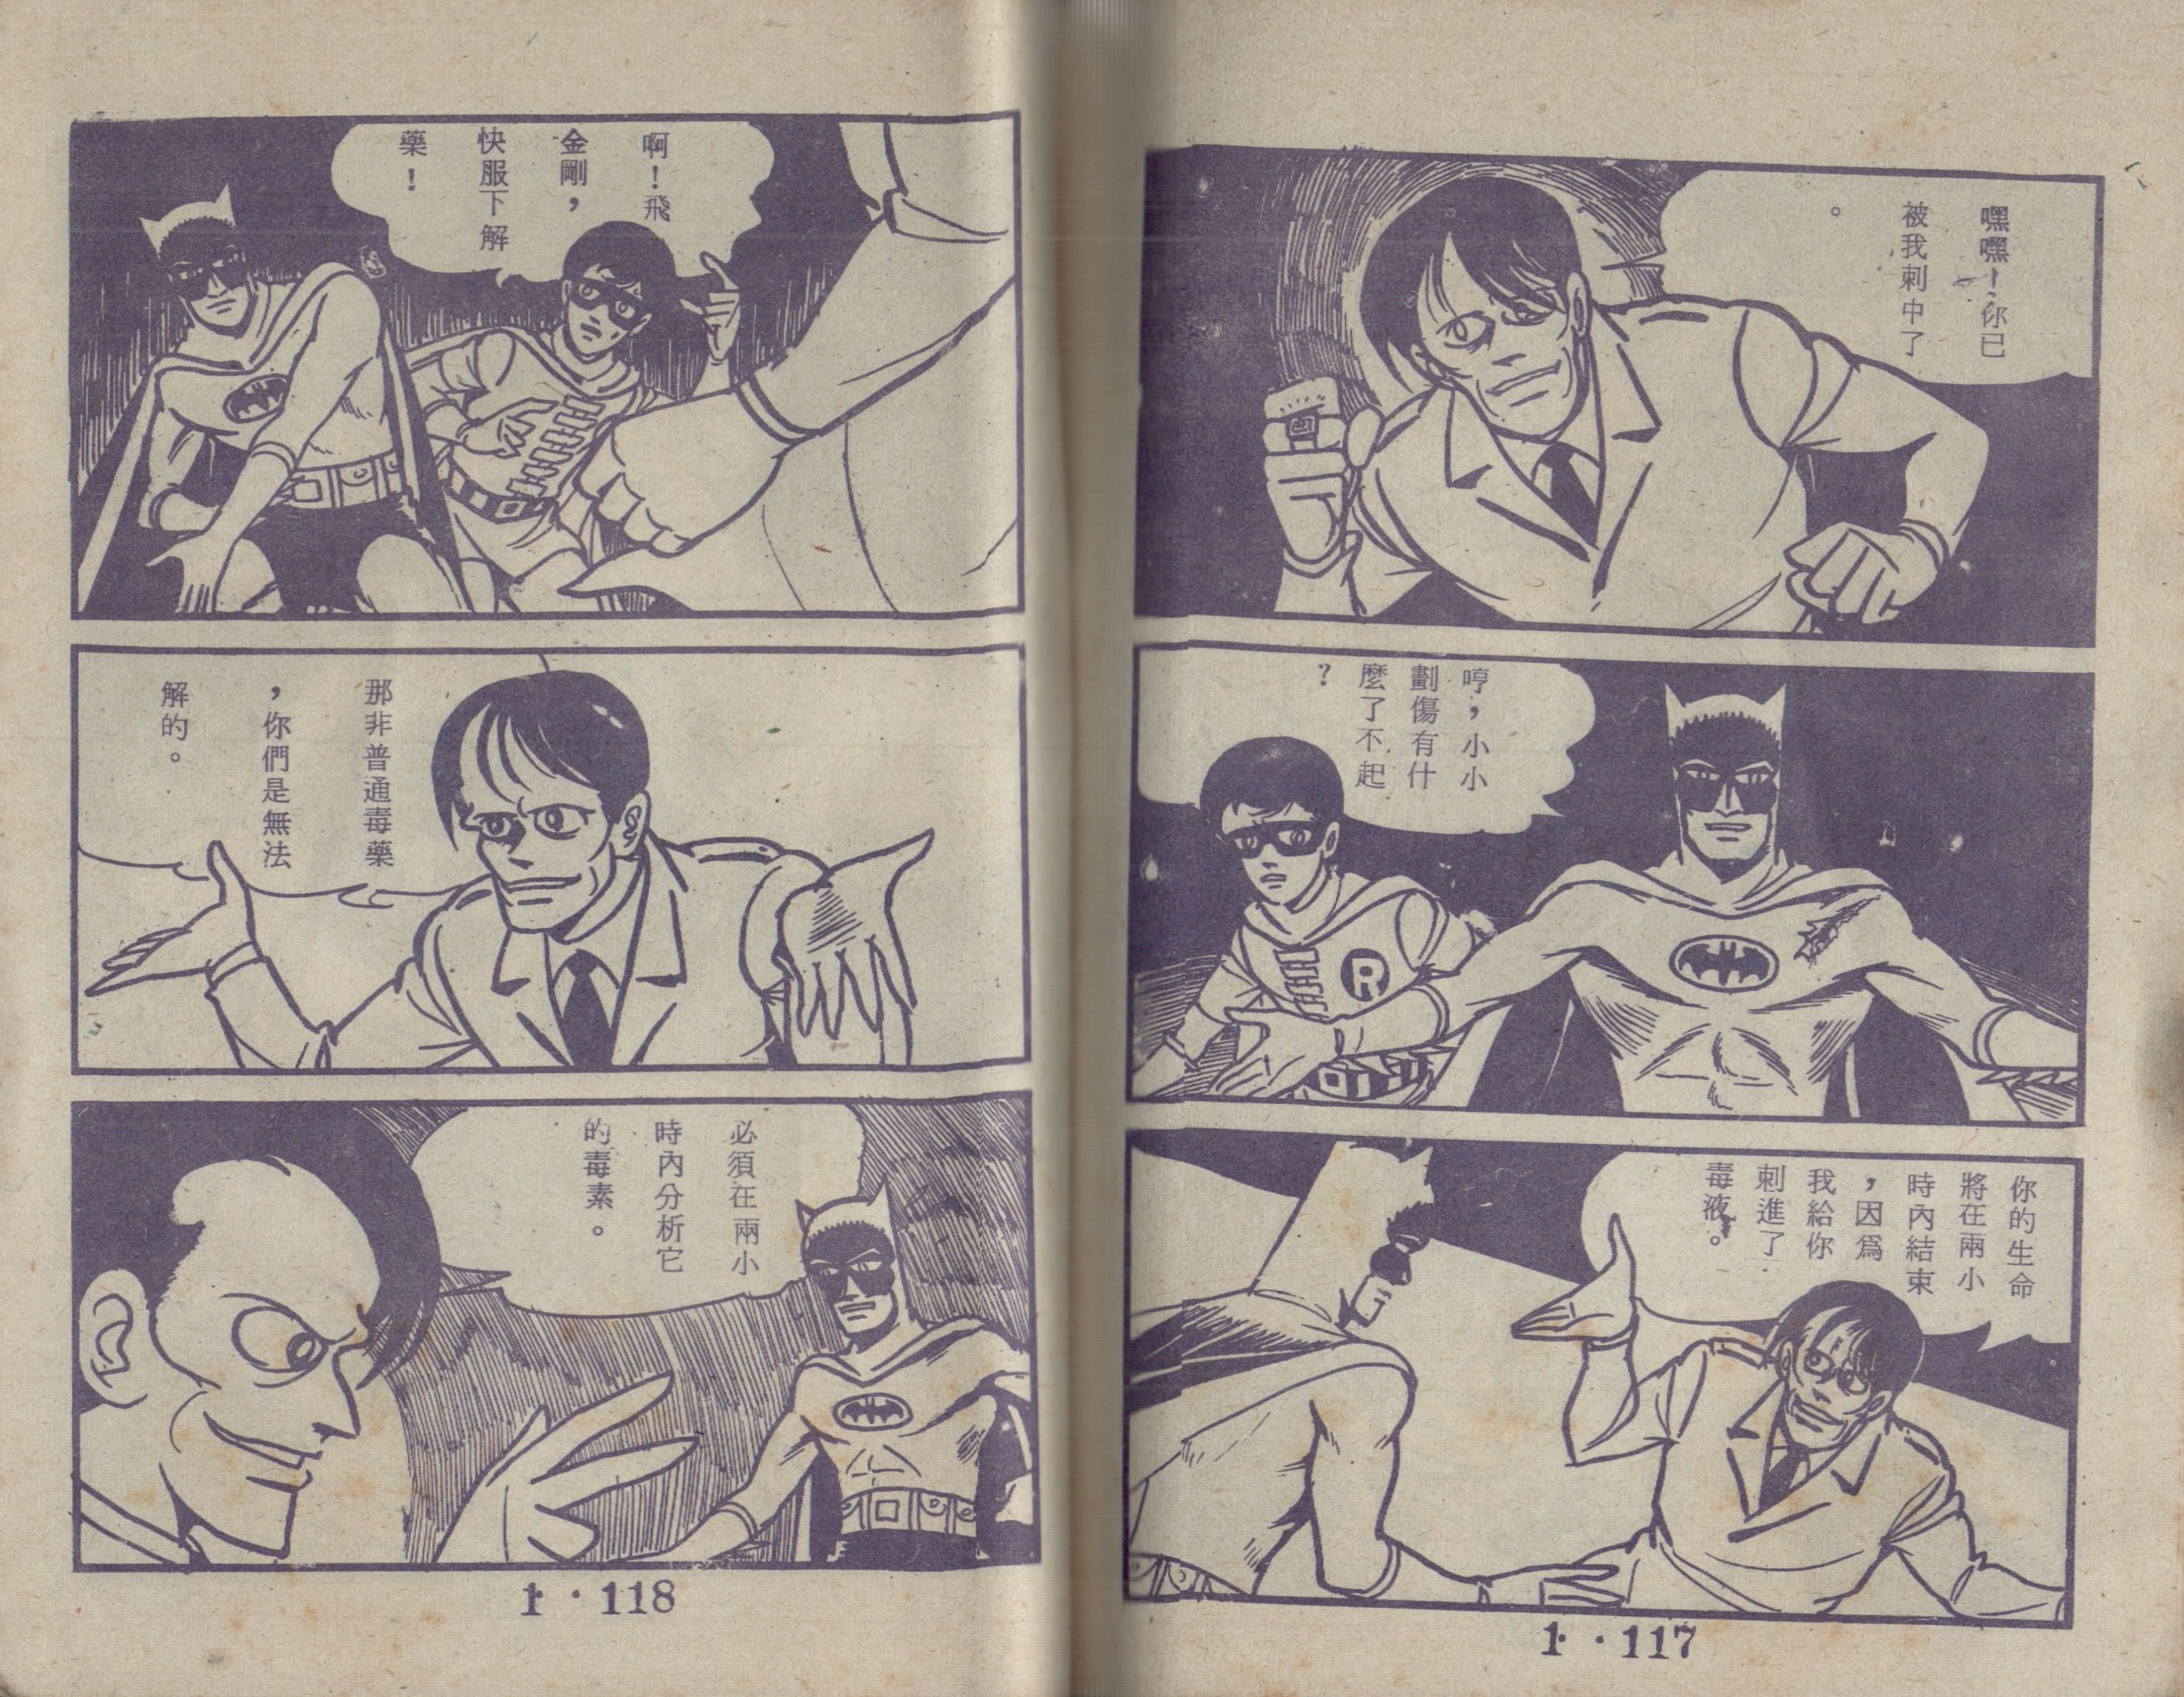 嘿嘿!你已
被我刺中了
。
哼,小小
劃傷有什
麼了不起
?
R
你的生命
將在兩小
時內結束
,因爲
我給你
刺進了
毒液。
1·117
啊!飛
金剛,
快服下解
藥!
那非普通毒藥
,你們是無法
解的。
必須在兩小
時內分析它
的毒素。
1·118